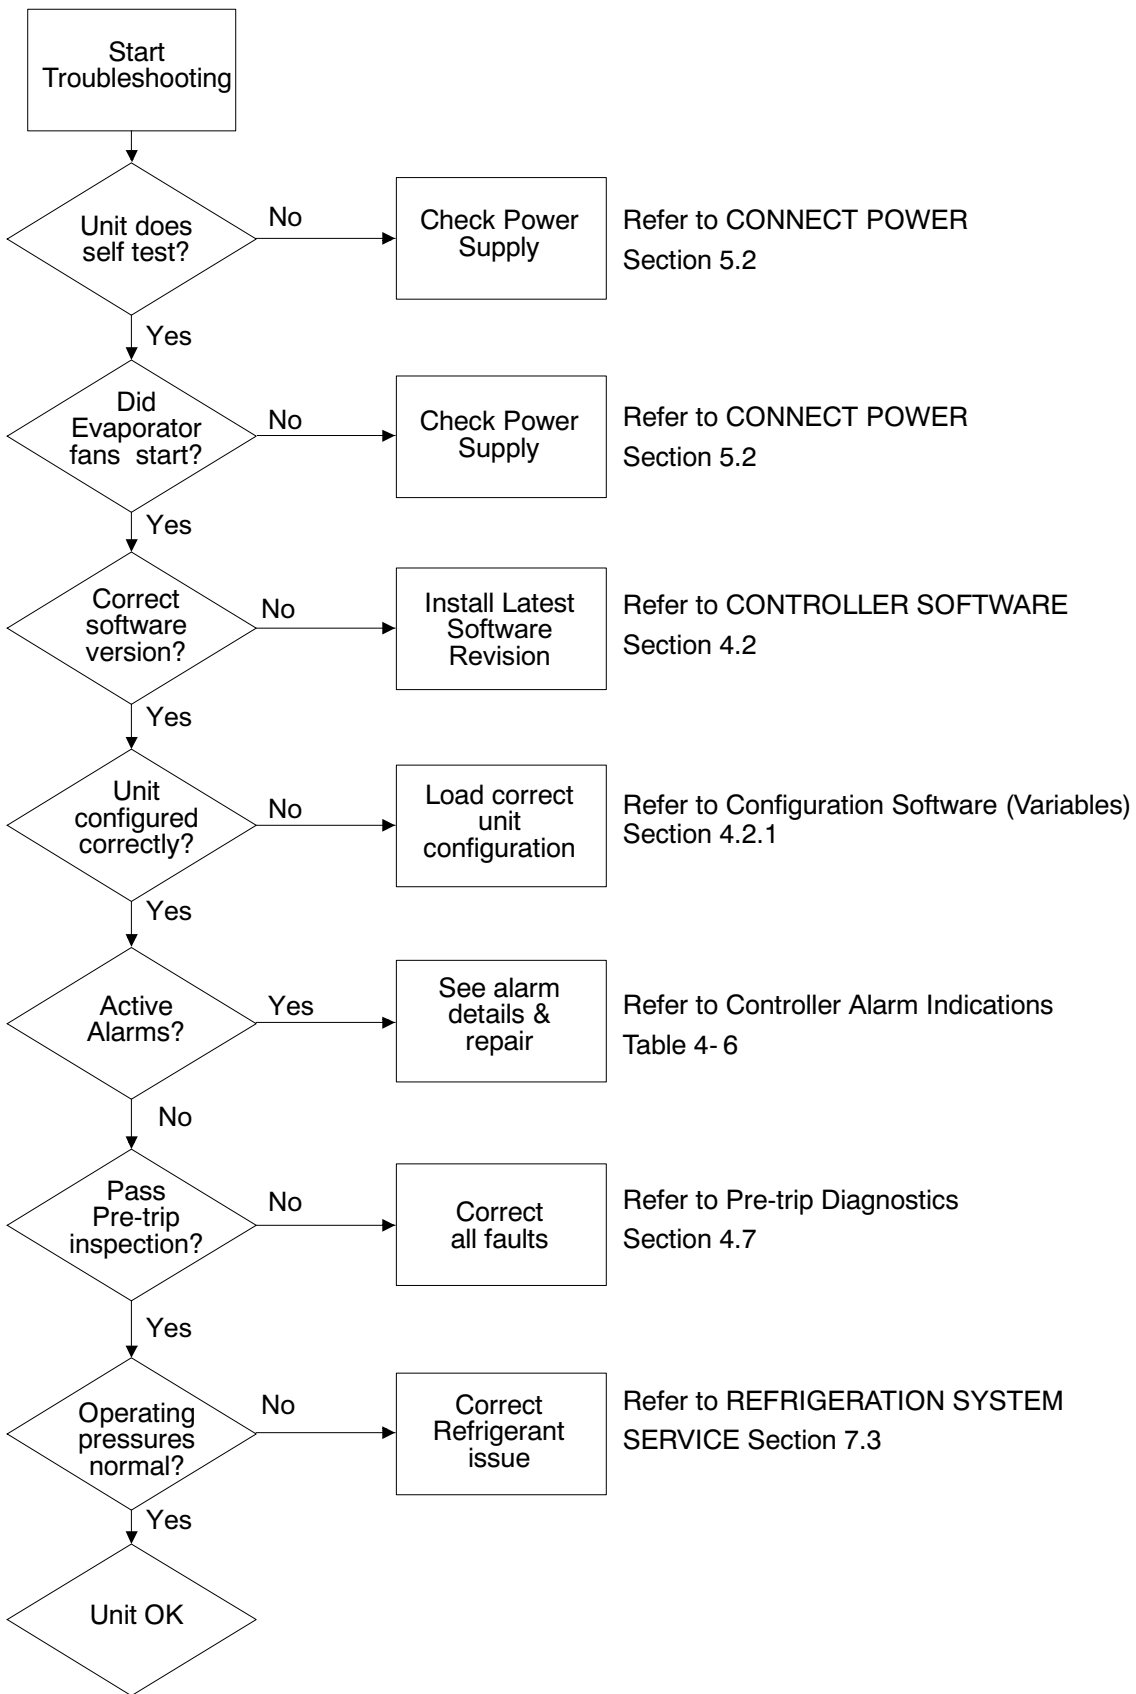 Start
Troubleshooting
Unit does
self test?
No
Check Power
Supply
Refer to CONNECT POWER
Section 5.2
Yes
Did
Evaporator
fans start?
No
Check Power
Supply
Refer to CONNECT POWER
Section 5.2
Yes
Correct
software
version?
No
Install Latest
Software
Revision
Refer to CONTROLLER SOFTWARE
Section 4.2
Yes
Unit
configured
correctly?
No
Load correct
unit
configuration
Refer to Configuration Software (Variables)
Section 4.2.1
Yes
Active
Alarms?
Yes
See alarm
details &
repair
Refer to Controller Alarm Indications
Table 4- 6
No
Pass
Pre-trip
inspection?
No
Correct
all faults
Refer to Pre-trip Diagnostics
Section 4.7
Yes
Operating
pressures
normal?
No
Correct
Refrigerant
issue
Refer to REFRIGERATION SYSTEM
SERVICE Section 7.3
Yes
Unit OK